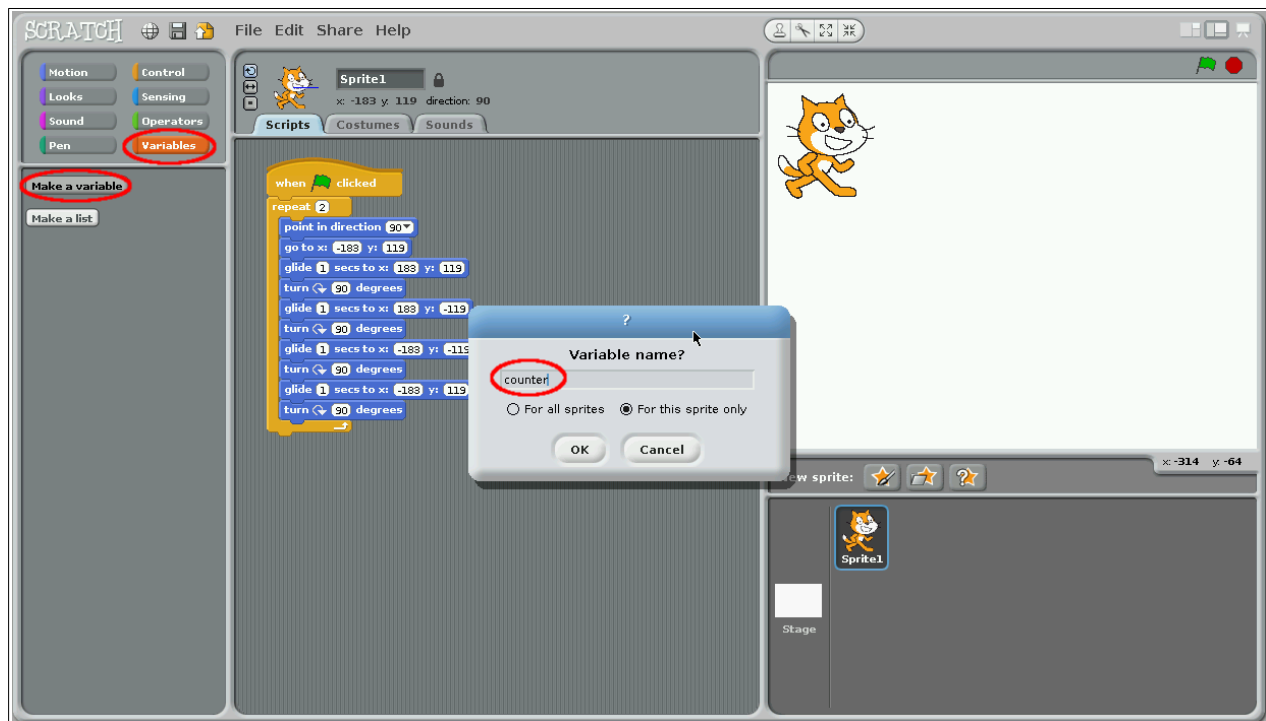 SCRATCH File Edit Share Help
Motion Control
Looks Sensing
Sound Operators
Pen Variables
Make a variable
Make a list
Sprite1
x: -183 y: 119 direction: 90
Scripts Costumes Sounds
when clicked
repeat 2
point in direction 90
go to x: -183 y: 119
glide 1 secs to x: 183 y: 119
turn 90 degrees
glide 1 secs to x: 183 y: -119
turn 90 degrees
glide 1 secs to x: -183 y: -119
turn 90 degrees
glide 1 secs to x: -183 y: 119
turn 90 degrees
?
Variable name?
counter
For all sprites For this sprite only
OK Cancel
x: -314 y: -64
sprite:
Sprite1
Stage